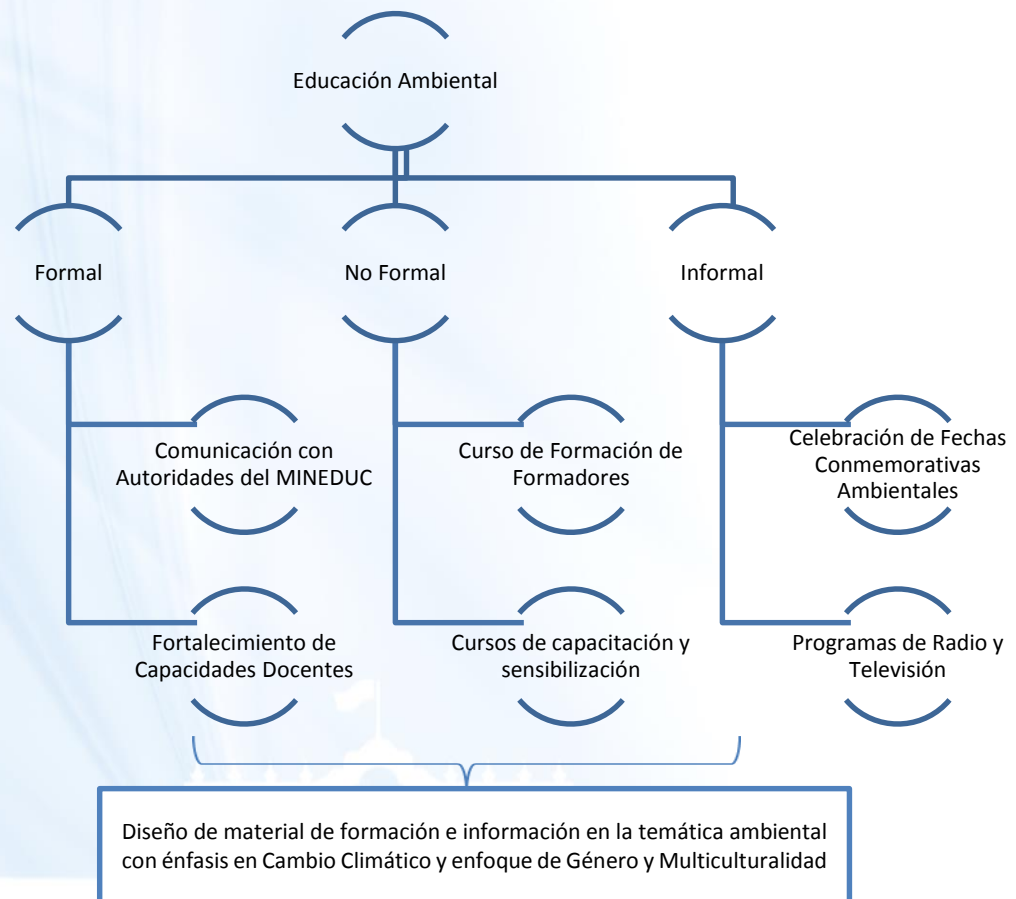 Educación Ambiental
Formal
No Formal
Informal
Comunicación con
Autoridades del MINEDUC
Curso de Formación de
Formadores
Celebración de Fechas
Conmemorativas
Ambientales
Fortalecimiento de
Capacidades Docentes
Cursos de capacitación y
sensibilización
Programas de Radio y
Televisión
Diseño de material de formación e información en la temática ambiental
con énfasis en Cambio Climático y enfoque de Género y Multiculturalidad